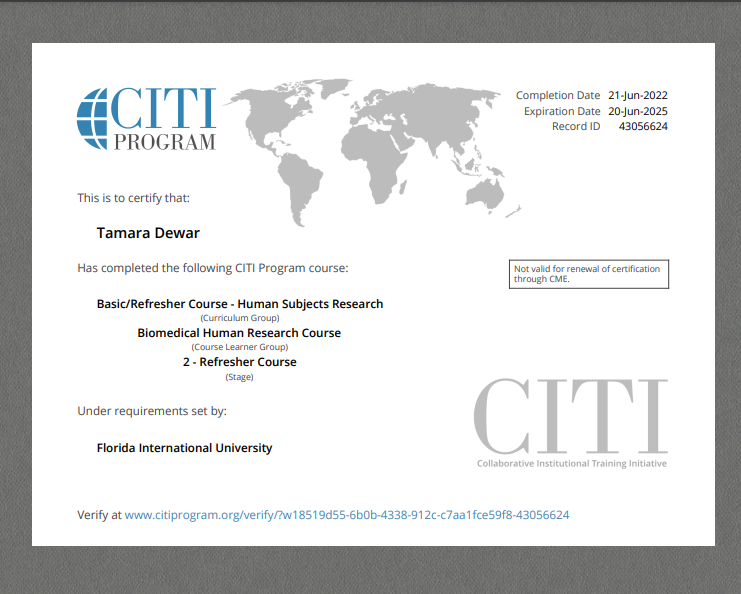 CITI
PROGRAM
Completion Date 21-Jun-2022
Expiration Date 20-Jun-2025
Record ID 43056624
This is to certify that:
Tamara Dewar
Has completed the following CITI Program course:
Not valid for renewal of certification
through CME.
Basic/Refresher Course - Human Subjects Research
(Curriculum Group)
Biomedical Human Research Course
(Course Learner Group)
2 - Refresher Course
(Stage)
Under requirements set by:
Florida International University
CITI
Collaborative Institutional Training Initiative
Verify at www.citiprogram.org/verify/?w18519d55-6b0b-4338-912c-c7aa1fce59f8-43056624